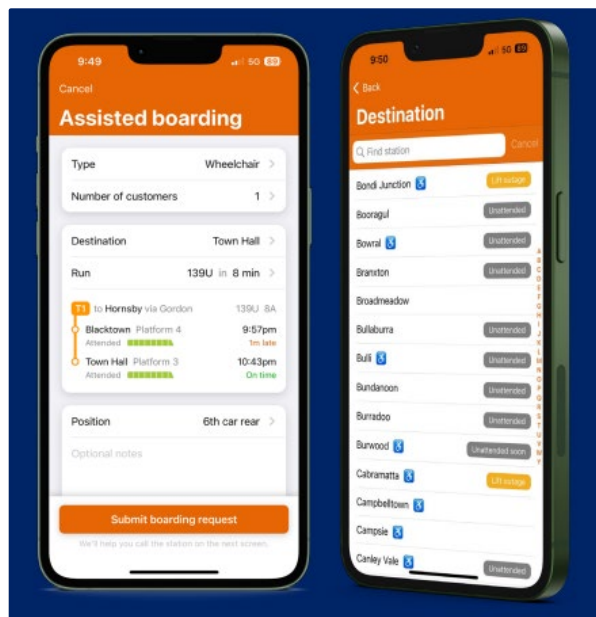 9:49
5G 89
Cancel
Assisted boarding
Type Wheelchair
Number of customers 1
Destination Town Hall
Run 139U in 8 min
T1 to Hornsby via Gordon 139U 8A
Blacktown Platform 4 9:57pm
Attended 1m late
Town Hall Platform 3 10:43pm
Attended On time
Position 6th car rear
Optional notes
Submit boarding request
We'll help you call the station on the next screen.
9:50
5G 89
Back
Destination
Find station Cancel
Bondi Junction Lift outage
Booragul Unattended
Bowral Unattended
Branxton Unattended
Broadmeadow
Bullaburra Unattended
Bulli Unattended
Bundanoon Unattended
Burradoo Unattended
Burwood Unattended soon
Cabramatta Lift outage
Campbelltown
Campsie
Canley Vale Unattended